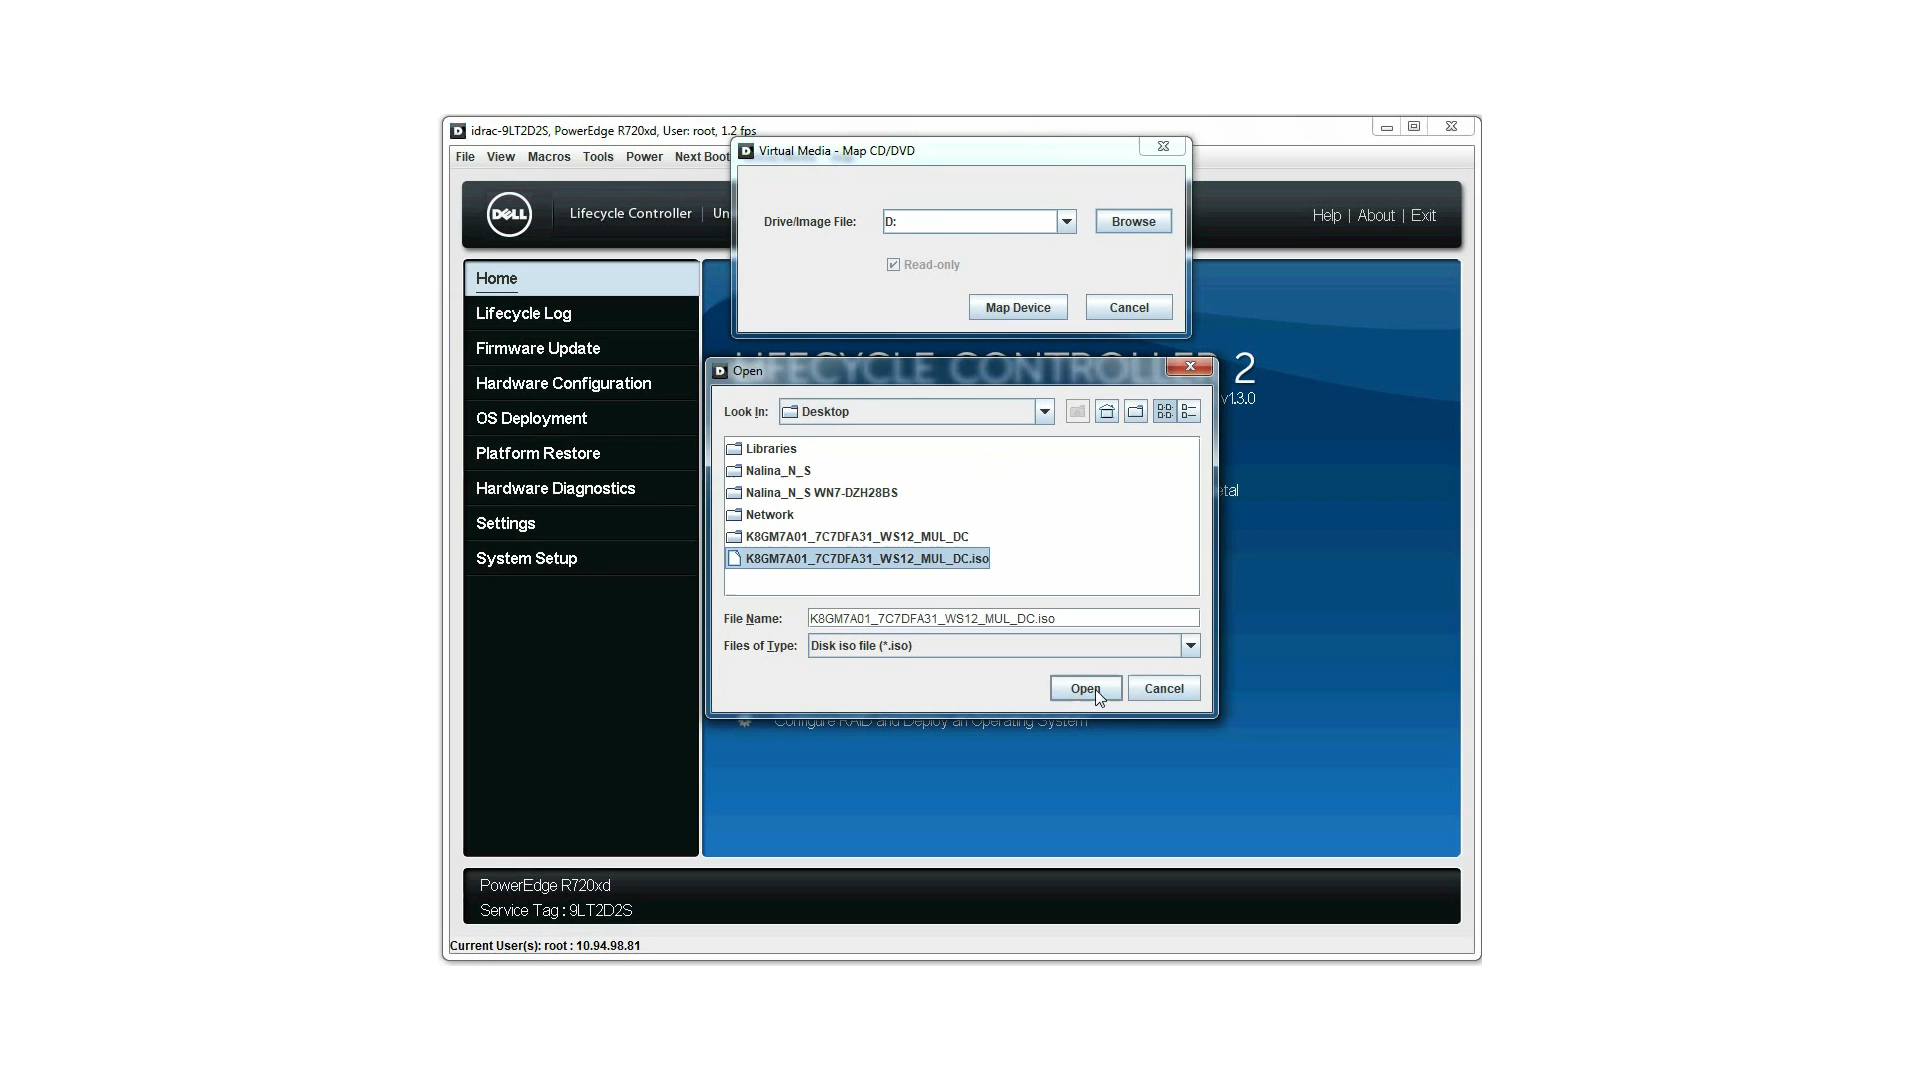 idrac-9LT2D2S, PowerEdge R720xd, User: root, 1.2 fps
File View Macros Tools Power Next Boot
Virtual Media - Map CD/DVD
Drive/Image File: D: Browse
Read-only
Map Device Cancel
DELL Lifecycle Controller | Un
Help | About | Exit
Home
Lifecycle Log
Firmware Update
Hardware Configuration
OS Deployment
Platform Restore
Hardware Diagnostics
Settings
System Setup
LIFECYCLE CONTROLLER 2
v1.3.0
etal
Open
Look In: Desktop
Libraries
Nalina_N_S
Nalina_N_S WN7-DZH28BS
Network
K8GM7A01_7C7DFA31_WS12_MUL_DC
K8GM7A01_7C7DFA31_WS12_MUL_DC.iso
File Name: K8GM7A01_7C7DFA31_WS12_MUL_DC.iso
Files of Type: Disk iso file (*.iso)
Open Cancel
Configure RAID and Deploy an Operating System
PowerEdge R720xd
Service Tag : 9LT2D2S
Current User(s): root : 10.94.98.81